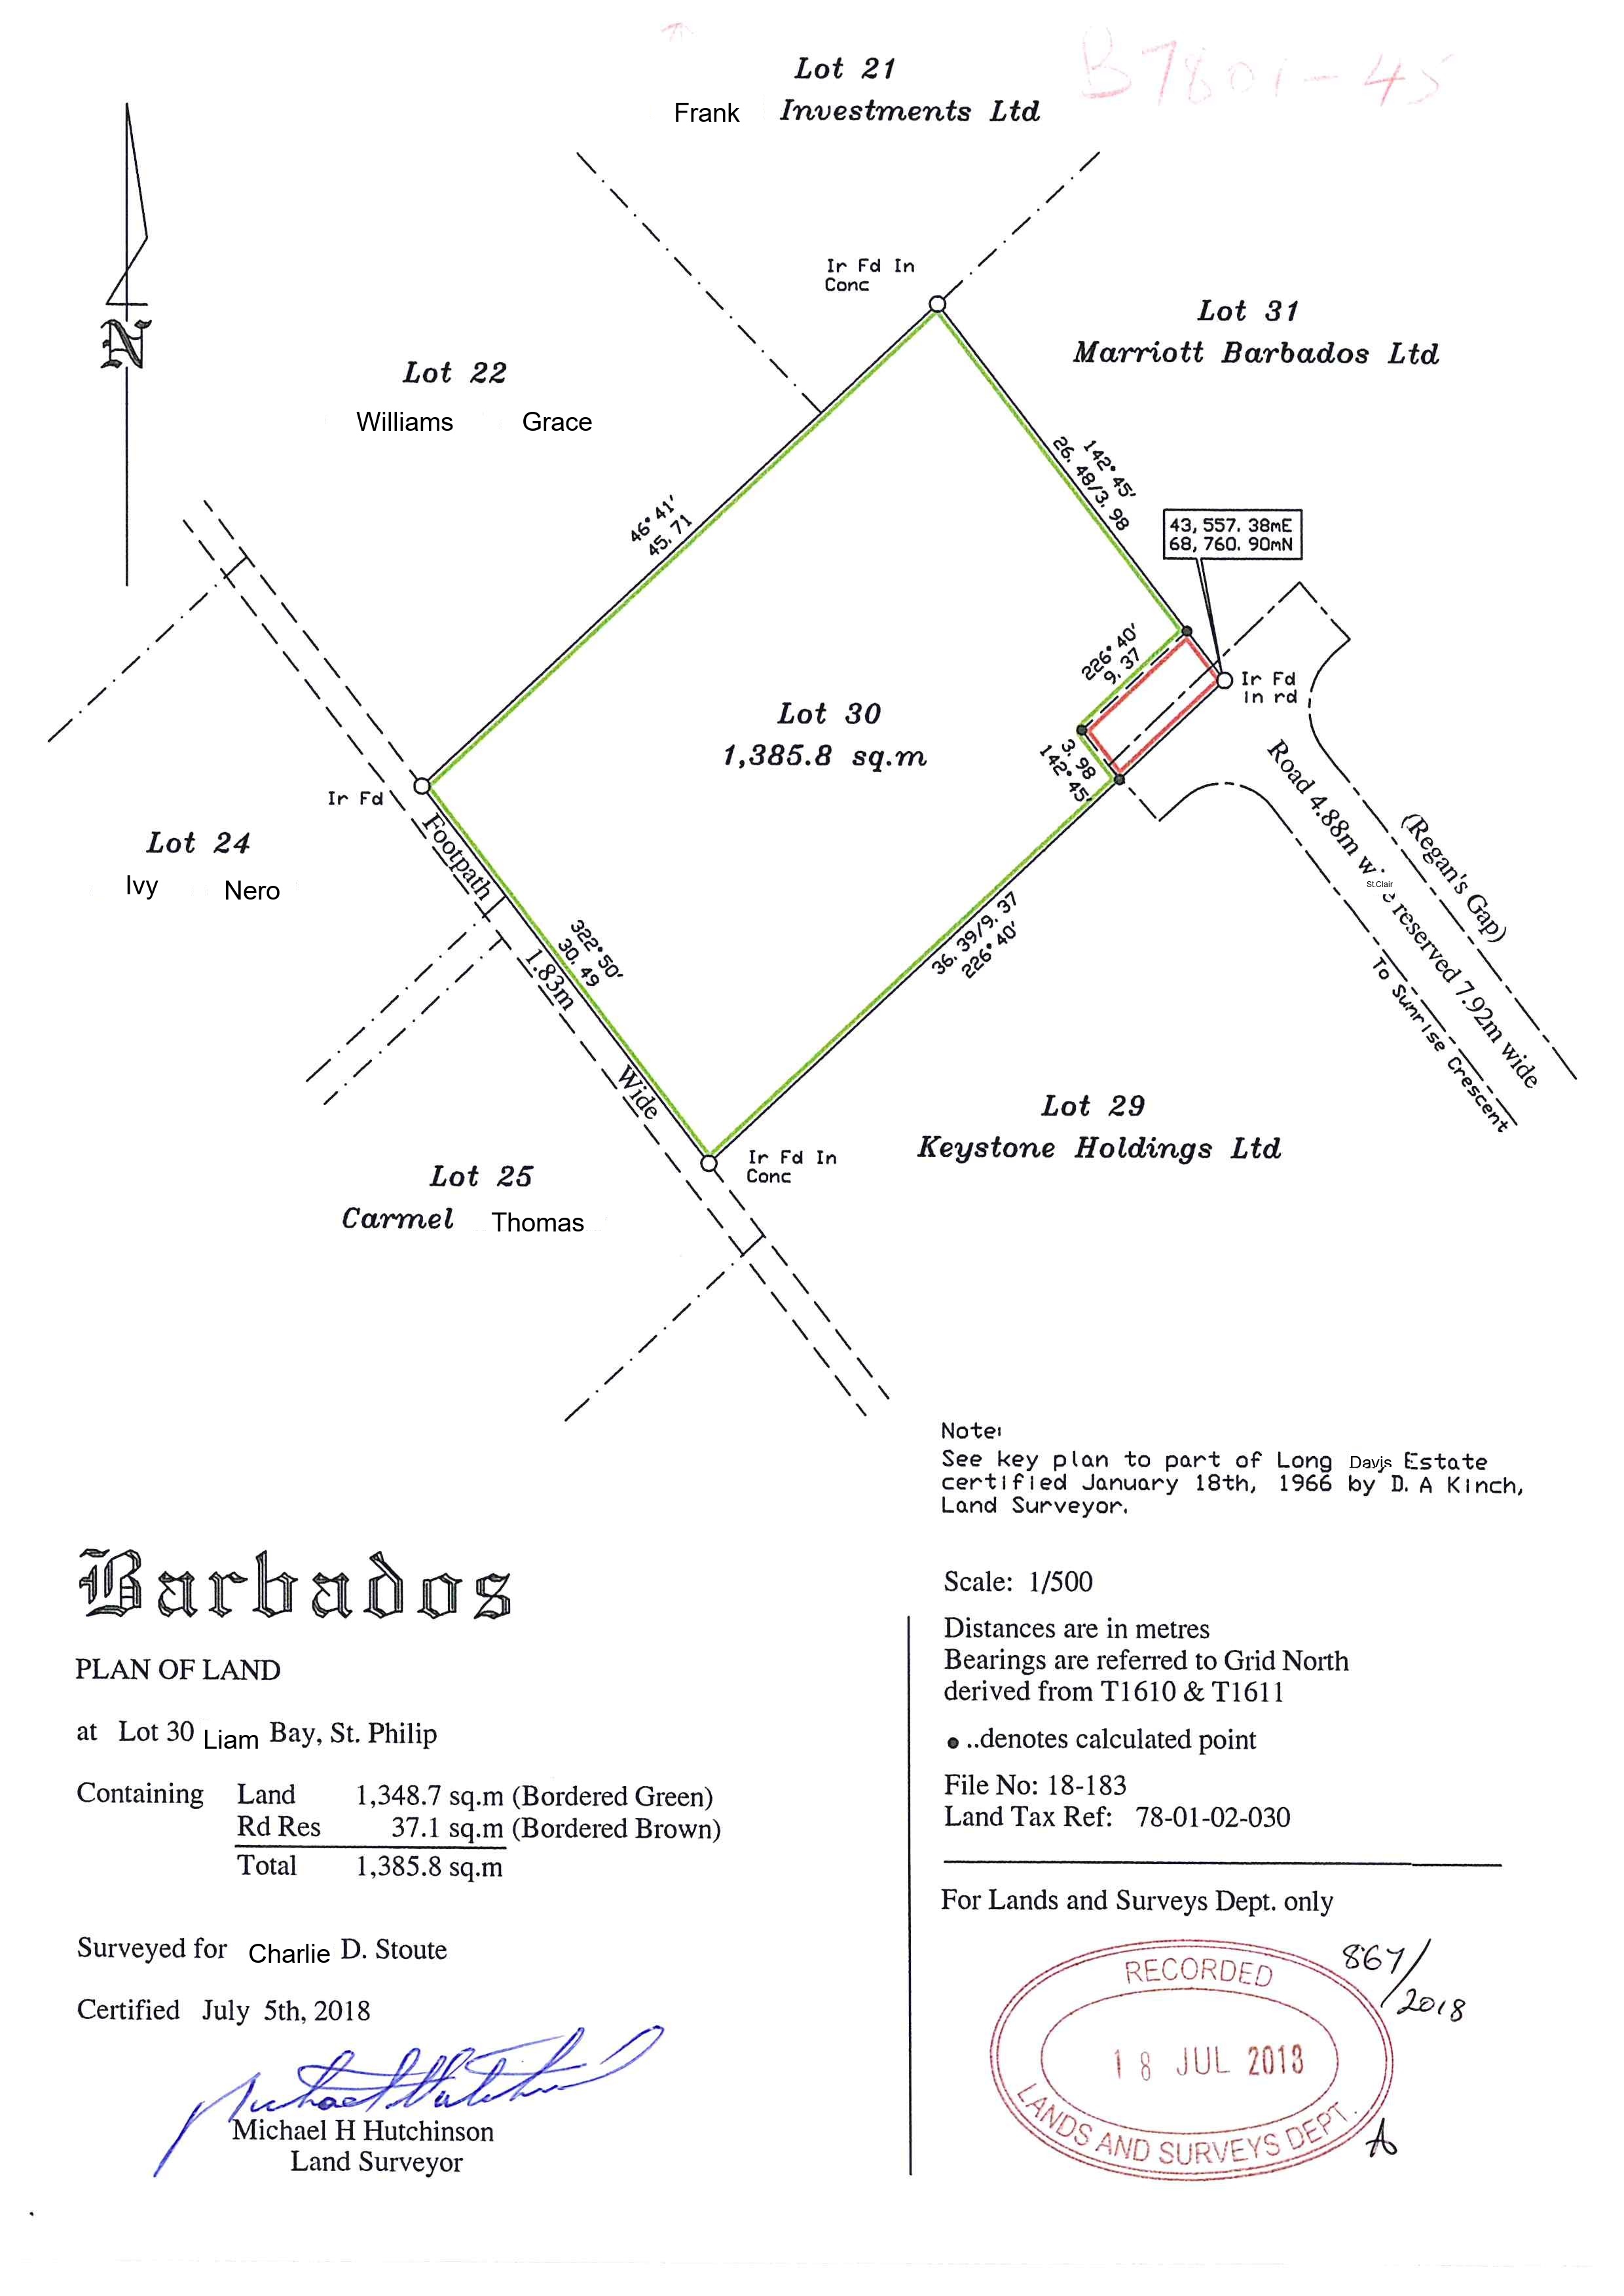 B7801-45
Lot 21
Frank Investments Ltd
Ir Fd In
Conc
Lot 31
Marriott Barbados Ltd
N
Lot 22
Williams Grace
142°45'
26.48/3.98
46°41'
45.71
43,557.38mE
68,760.90mN
226°40'
9.37
Ir Fd
in rd
Lot 30
1,385.8 sq.m
3.98
142°45'
Ir Fd
Footpath 1.83m Wide
Lot 24
Ivy Nero
322°50'
30.49
36.39/9.37
226°40'
(Regan's Gap)
Road 4.88m reserved 7.92m wide
St.Clair
To Sunrise Crescent
Lot 29
Keystone Holdings Ltd
Ir Fd In
Conc
Lot 25
Carmel Thomas
Note:
See key plan to part of Long Davis Estate
certified January 18th, 1966 by D. A Kinch,
Land Surveyor.
Barbados
PLAN OF LAND
at Lot 30 Liam Bay, St. Philip
Containing Land 1,348.7 sq.m (Bordered Green)
Rd Res 37.1 sq.m (Bordered Brown)
Total 1,385.8 sq.m
Surveyed for Charlie D. Stoute
Certified July 5th, 2018
Michael H Hutchinson
Land Surveyor
Scale: 1/500
Distances are in metres
Bearings are referred to Grid North
derived from T1610 & T1611
● ..denotes calculated point
File No: 18-183
Land Tax Ref: 78-01-02-030
For Lands and Surveys Dept. only
867/2018
RECORDED
18 JUL 2018
LANDS AND SURVEYS DEPT.